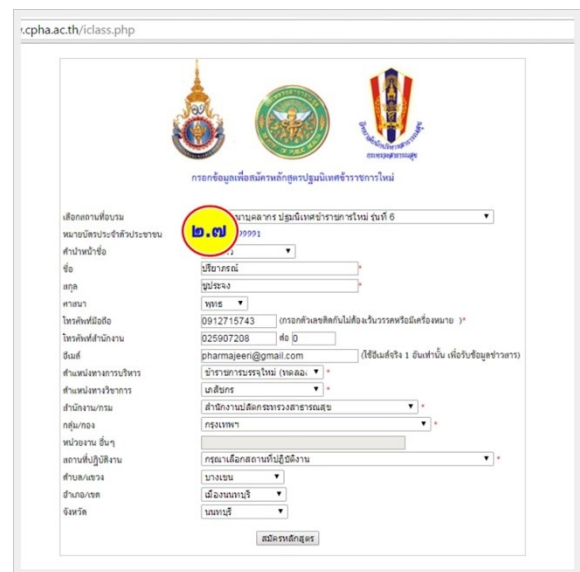 .cpha.ac.th/iclass.php
กรอกข้อมูลเพื่อสมัครหลักสูตรปฐมนิเทศข้าราชการใหม่
เลือกสถานที่อบรม นาบุคลากร ปฐมนิเทศข้าราชการใหม่ รุ่นที่ 6
หมายบัตรประจำตัวประชาชน ๒.๗ 99991
คำนำหน้าชื่อ
ชื่อ ปรียาภรณ์ *
สกุล ชูประจง *
ศาสนา พุทธ
โทรศัพท์มือถือ 0912715743 (กรอกตัวเลขติดกันไม่ต้องเว้นวรรคหรือมีเครื่องหมาย )*
โทรศัพท์สำนักงาน 025907208 ต่อ 0
อีเมล์ pharmajeeri@gmail.com (ใช้อีเมล์จริง 1 อันเท่านั้น เพื่อรับข้อมูลข่าวสาร)
ตำแหน่งทางการบริหาร ข้าราชการบรรจุใหม่ (ทดลอง *
ตำแหน่งทางวิชาการ เภสัชกร *
สำนักงาน/กรม สำนักงานปลัดกระทรวงสาธารณสุข *
กลุ่ม/กอง กรุงเทพฯ *
หน่วยงาน อื่นๆ
สถานที่ปฏิบัติงาน กรุณาเลือกสถานที่ปฏิบัติงาน *
ตำบล/แขวง บางเขน
อำเภอ/เขต เมืองนนทบุรี
จังหวัด นนทบุรี
สมัครหลักสูตร